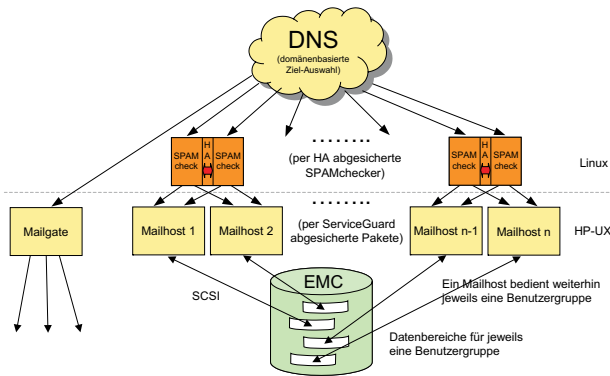 DNS
(domänenbasierte
Ziel-Auswahl)
SPAM
check
H
A
SPAM
check
. . . . . . . .
(per HA abgesicherte
SPAMchecker)
SPAM
check
H
A
SPAM
check
Linux
Mailgate
Mailhost 1
Mailhost 2
. . . . . . . .
(per ServiceGuard
abgesicherte Pakete)
Mailhost n-1
Mailhost n
HP-UX
SCSI
EMC
Ein Mailhost bedient weiterhin
jeweils eine Benutzergruppe
Datenbereiche für jeweils
eine Benutzergruppe